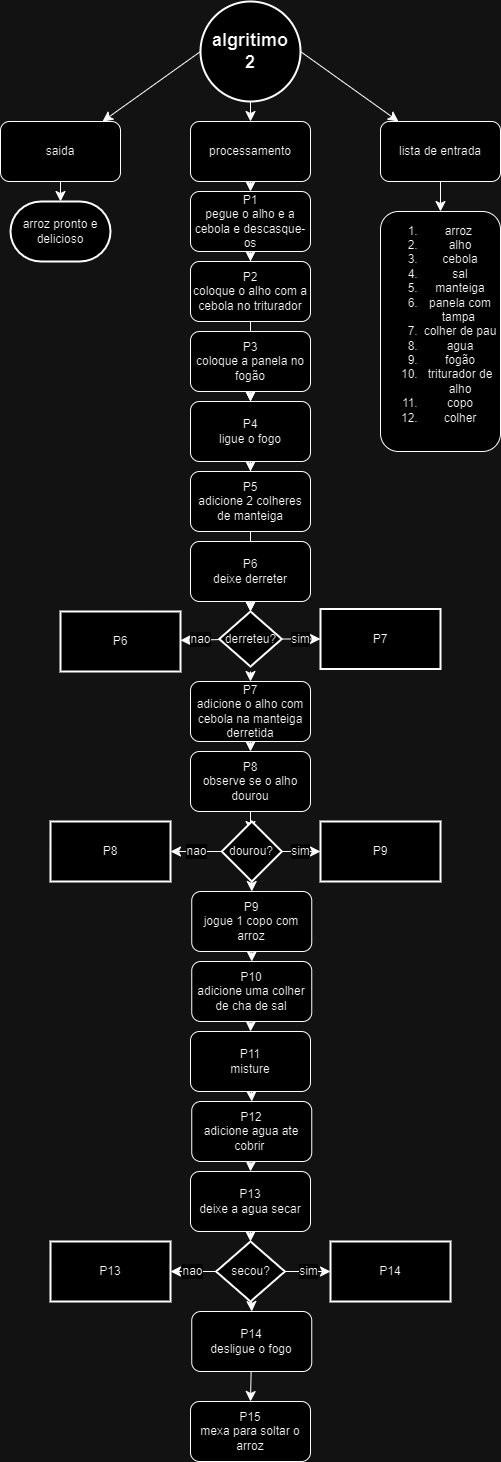 algritimo
2
saida
processamento
lista de entrada
arroz pronto e
delicioso
P1
pegue o alho e a
cebola e descasque-
os
1. arroz
2. alho
3. cebola
4. sal
5. manteiga
6. panela com
tampa
7. colher de pau
8. agua
9. fogão
10. triturador de
alho
11. copo
12. colher
P2
coloque o alho com a
cebola no triturador
P3
coloque a panela no
fogão
P4
ligue o fogo
P5
adicione 2 colheres
de manteiga
P6
deixe derreter
P6
nao
derreteu?
sim
P7
P7
adicione o alho com
cebola na manteiga
derretida
P8
observe se o alho
dourou
P8
nao
dourou?
sim
P9
P9
jogue 1 copo com
arroz
P10
adicione uma colher
de cha de sal
P11
misture
P12
adicione agua ate
cobrir
P13
deixe a agua secar
P13
nao
secou?
sim
P14
P14
desligue o fogo
P15
mexa para soltar o
arroz